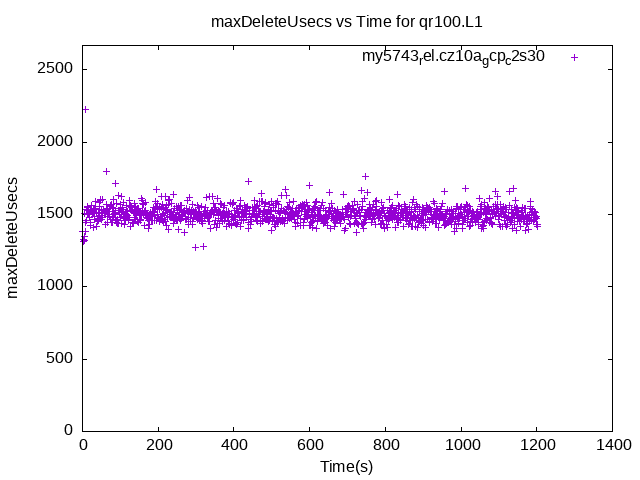 maxDeleteUsecs vs Time for qr100.L1
my5743rel.cz10agcpc2s30
2500
2000
1500
1000
500
0
maxDeleteUsecs
0 200 400 600 800 1000 1200 1400
Time(s)